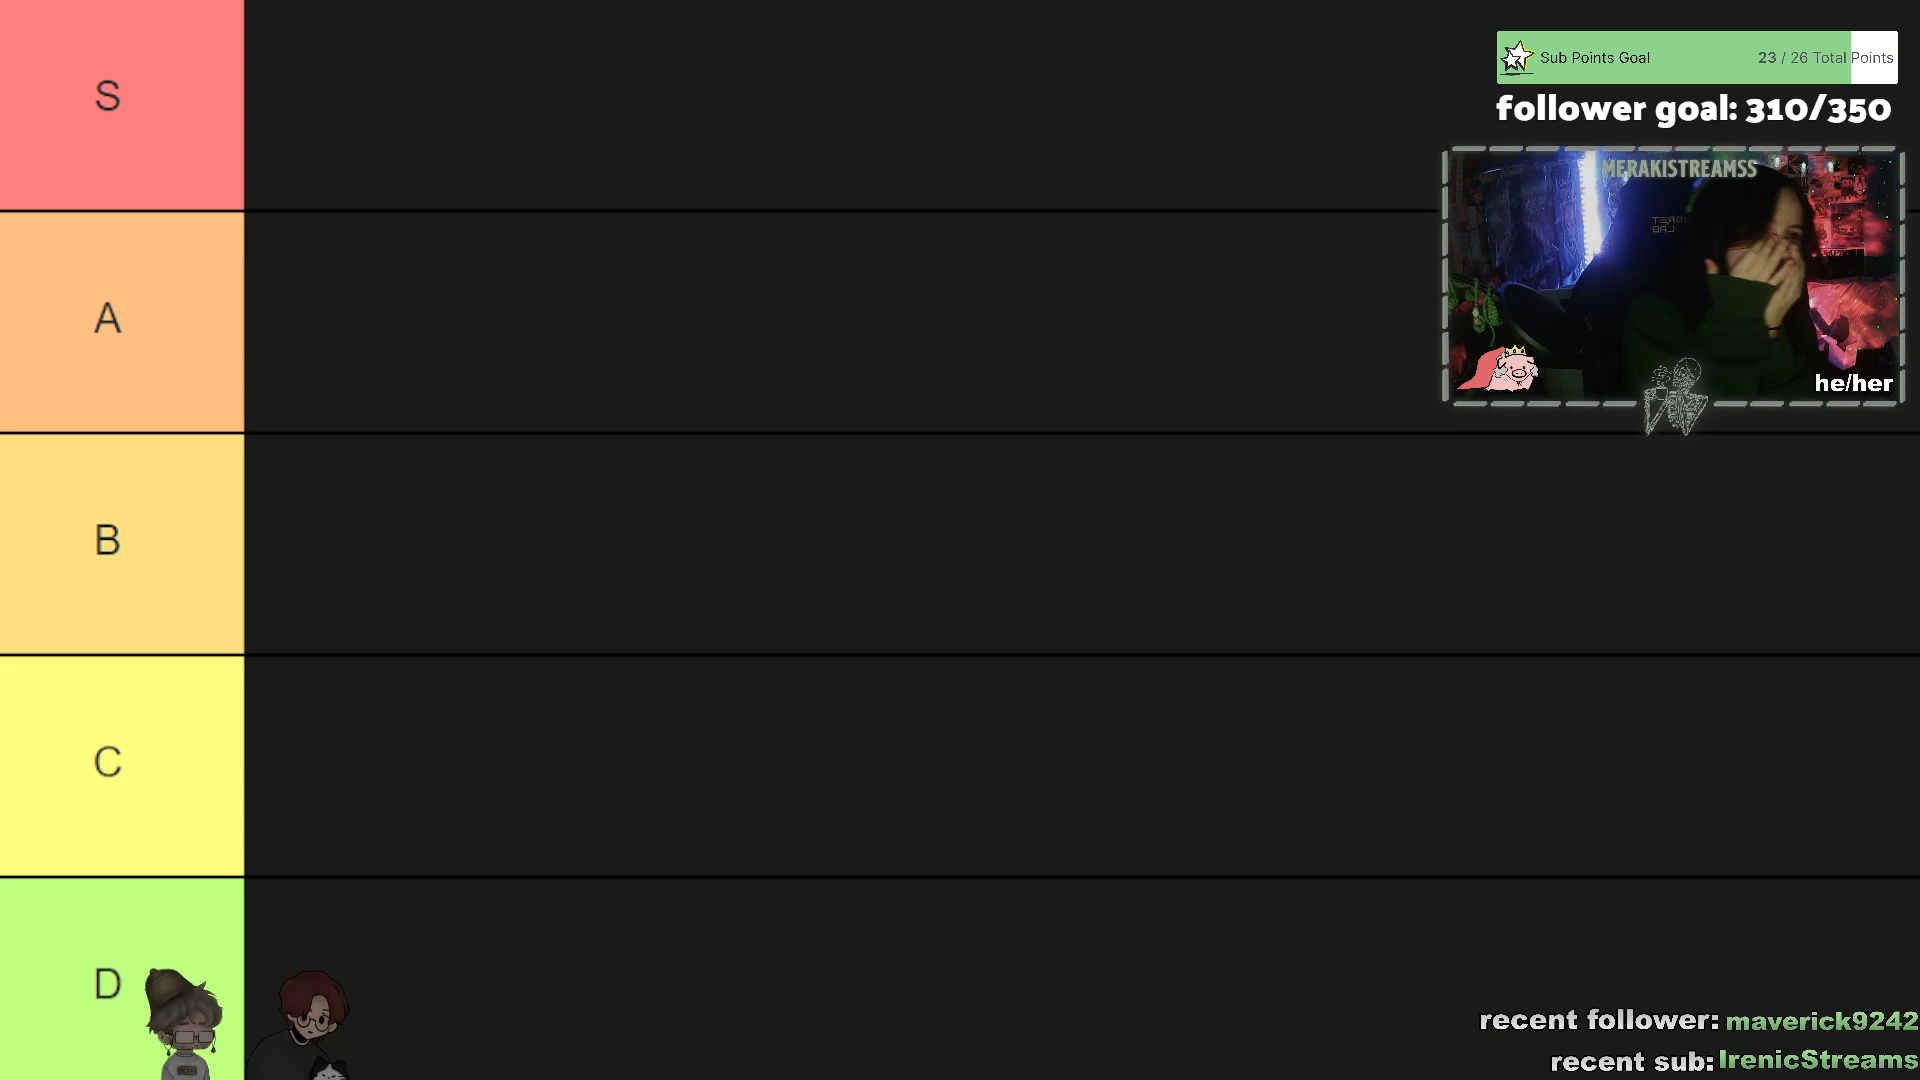 S
Sub Points Goal 23 / 26 Total Points
follower goal: 310/350
MERAKISTREAMSS
A
he/her
B
C
D
recent follower: maverick9242
recent sub: IrenicStreams